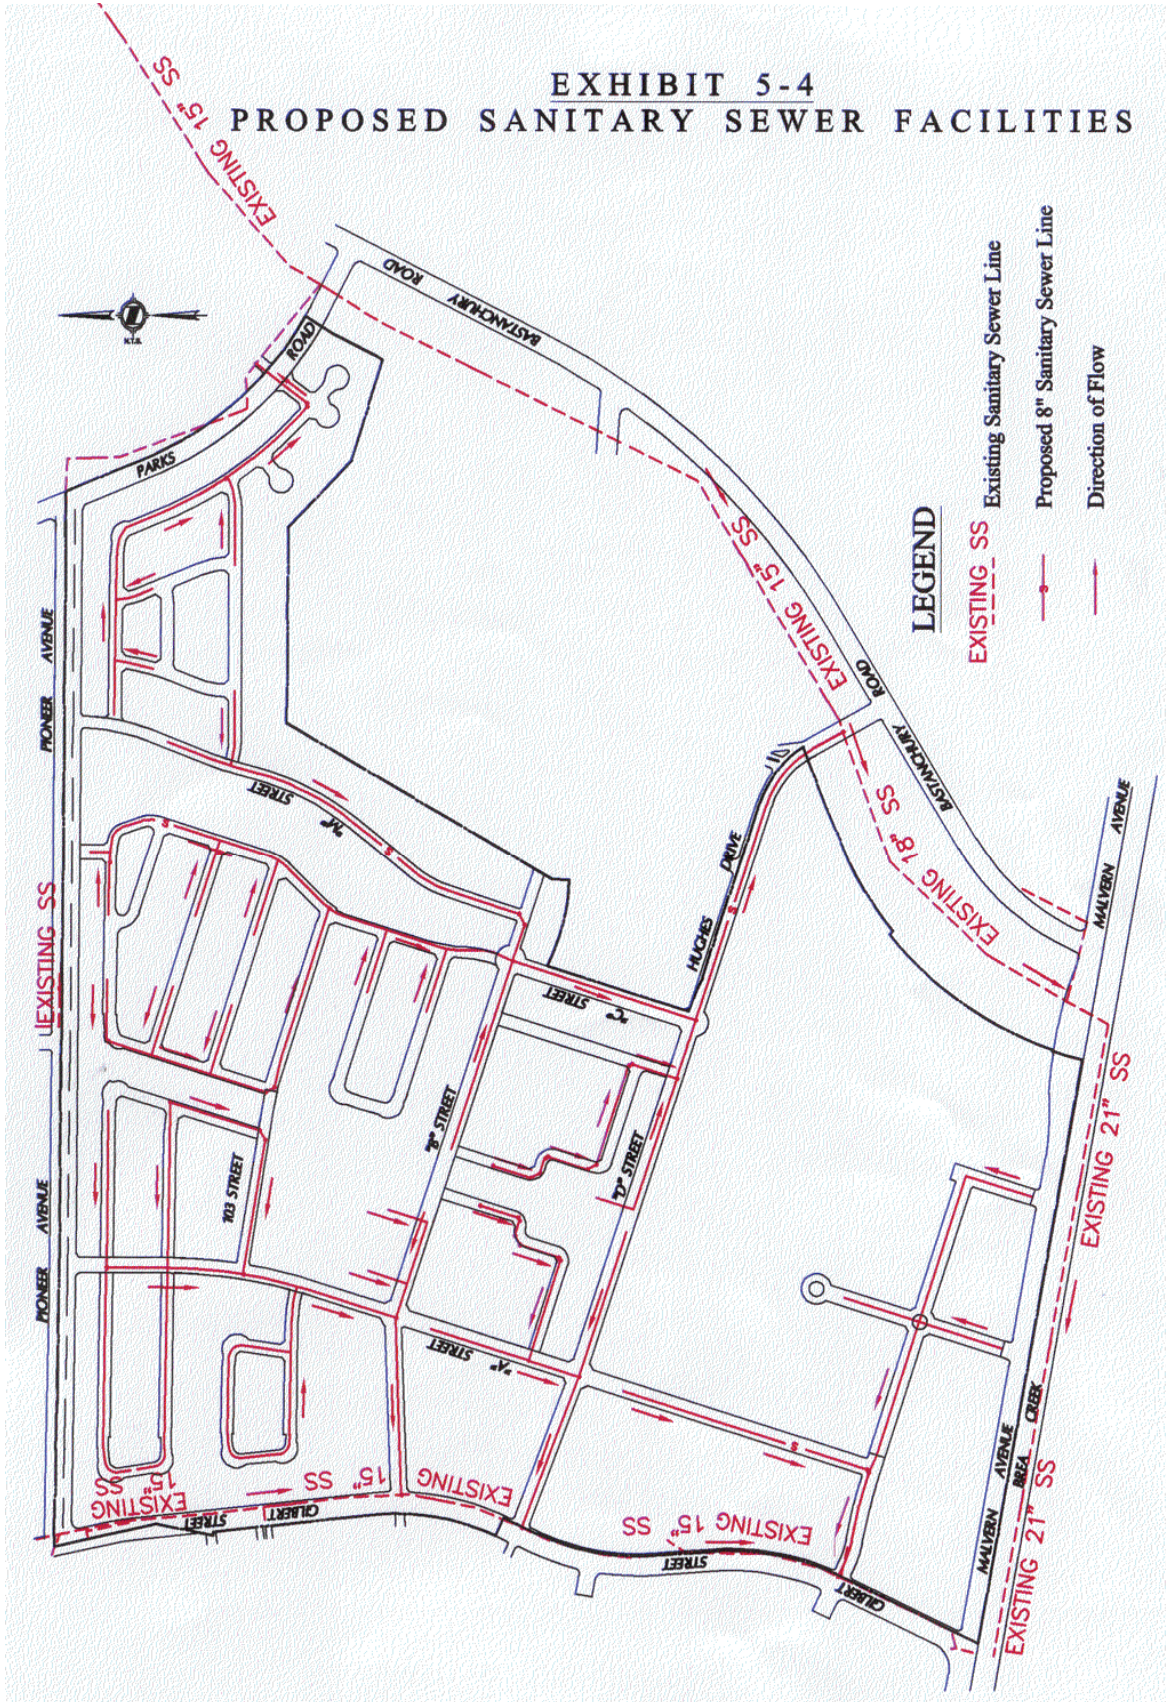 EXHIBIT 5-4
PROPOSED SANITARY SEWER FACILITIES
EXISTING 15" SS
N.T.S.
BASTANCHURY ROAD
PARKS ROAD
PIONEER AVENUE
PIONEER AVENUE
EXISTING SS
"M" STREET
EXISTING 15" SS
HUGHES DRIVE
BASTANCHURY ROAD
EXISTING 18" SS
MALVERN AVENUE
"C" STREET
"B" STREET
"D" STREET
103 STREET
"A" STREET
EXISTING 15" SS
GILBERT STREET
EXISTING 15" SS
EXISTING 15" SS
GILBERT STREET
EXISTING 21" SS
MALVERN AVENUE
BREA CREEK
EXISTING 21" SS
LEGEND
EXISTING SS
Existing Sanitary Sewer Line
S
Proposed 8" Sanitary Sewer Line
Direction of Flow